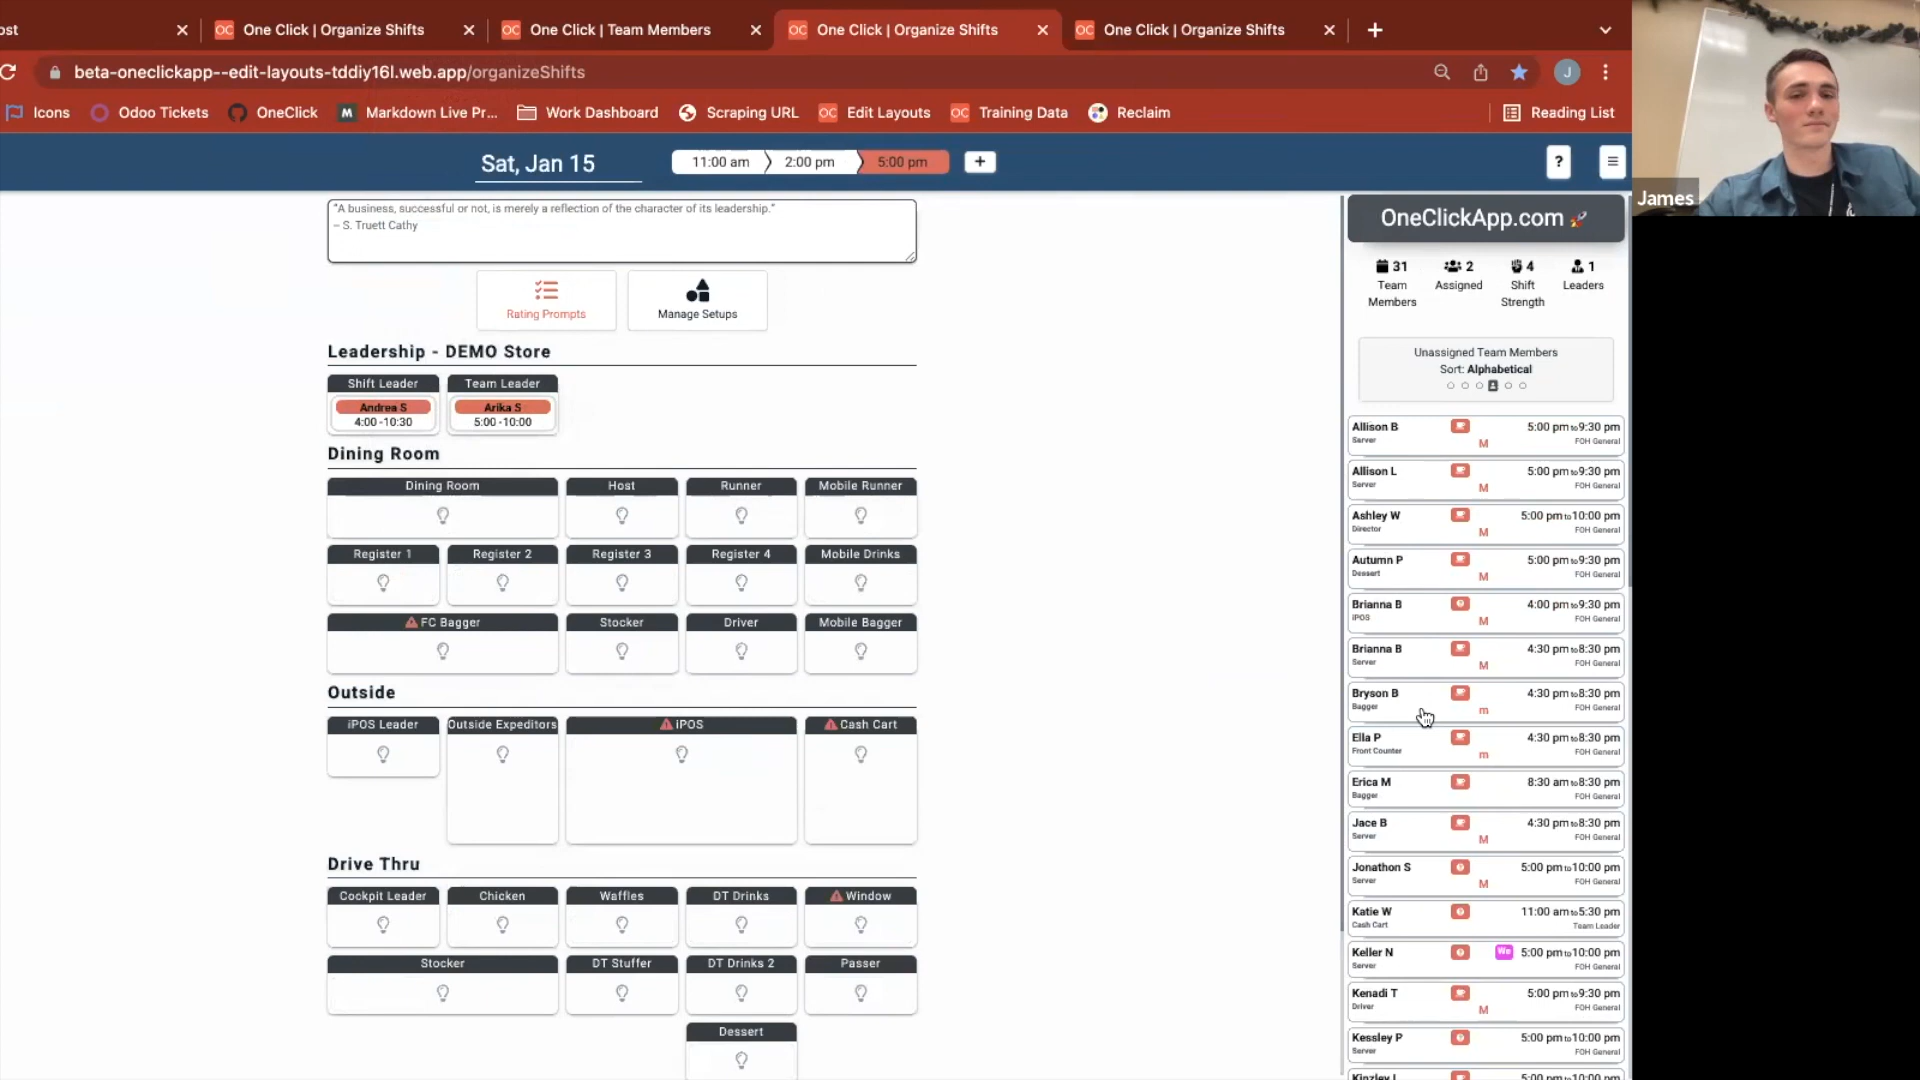 ost
One Click | Organize Shifts
One Click | Team Members
One Click | Organize Shifts
One Click | Organize Shifts
beta-oneclickapp--edit-layouts-tddiy16l.web.app/organizeShifts
J
Icons
Odoo Tickets
OneClick
Markdown Live Pr...
Work Dashboard
Scraping URL
Edit Layouts
Training Data
Reclaim
Reading List
Sat, Jan 15
11:00 am
2:00 pm
5:00 pm
+
?
James
"A business, successful or not, is merely a reflection of the character of its leadership."
– S. Truett Cathy
Rating Prompts
Manage Setups
Leadership - DEMO Store
Shift Leader
Andrea S
4:00 -10:30
Team Leader
Arika S
5:00 -10:00
Dining Room
Dining Room
Host
Runner
Mobile Runner
Register 1
Register 2
Register 3
Register 4
Mobile Drinks
FC Bagger
Stocker
Driver
Mobile Bagger
Outside
iPOS Leader
Outside Expeditors
iPOS
Cash Cart
Drive Thru
Cockpit Leader
Chicken
Waffles
DT Drinks
Window
Stocker
DT Stuffer
DT Drinks 2
Passer
Dessert
OneClickApp.com
31
Team
Members
2
Assigned
4
Shift
Strength
1
Leaders
Unassigned Team Members
Sort: Alphabetical
Allison B
Server
M
5:00 pm to 9:30 pm
FOH General
Allison L
Server
M
5:00 pm to 9:30 pm
FOH General
Ashley W
Director
M
5:00 pm to 10:00 pm
FOH General
Autumn P
Dessert
M
5:00 pm to 9:30 pm
FOH General
Brianna B
iPOS
M
4:00 pm to 9:30 pm
FOH General
Brianna B
Server
M
4:30 pm to 8:30 pm
FOH General
Bryson B
Bagger
m
4:30 pm to 8:30 pm
FOH General
Ella P
Front Counter
m
4:30 pm to 8:30 pm
FOH General
Erica M
Bagger
8:30 am to 8:30 pm
FOH General
Jace B
Server
M
4:30 pm to 8:30 pm
FOH General
Jonathon S
Server
M
5:00 pm to 10:00 pm
FOH General
Katie W
Cash Cart
11:00 am to 5:30 pm
Team Leader
Keller N
Server
We
5:00 pm to 10:00 pm
FOH General
Kenadi T
Driver
M
5:00 pm to 9:30 pm
FOH General
Kessley P
Server
5:00 pm to 10:00 pm
FOH General
Kinzley L
5:00 pm to 10:00 pm